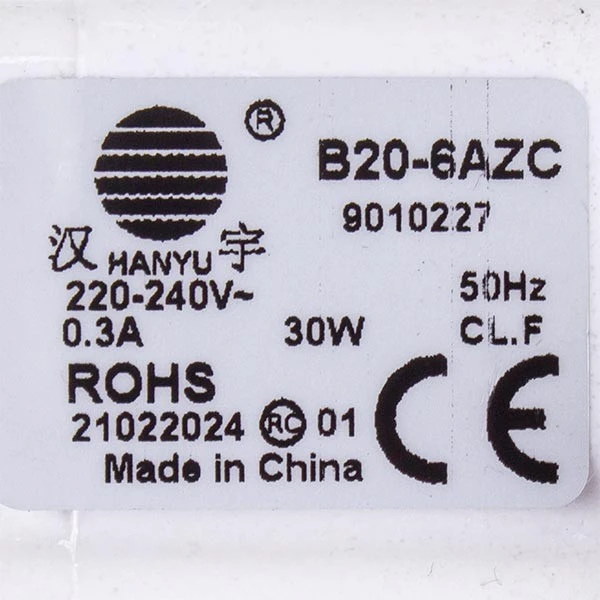 ®
B20-6AZC
9010227
汉 HANYU 宇
220-240V~ 50Hz
0.3A 30W CL.F
ROHS
21022024 RC 01
Made in China
CE